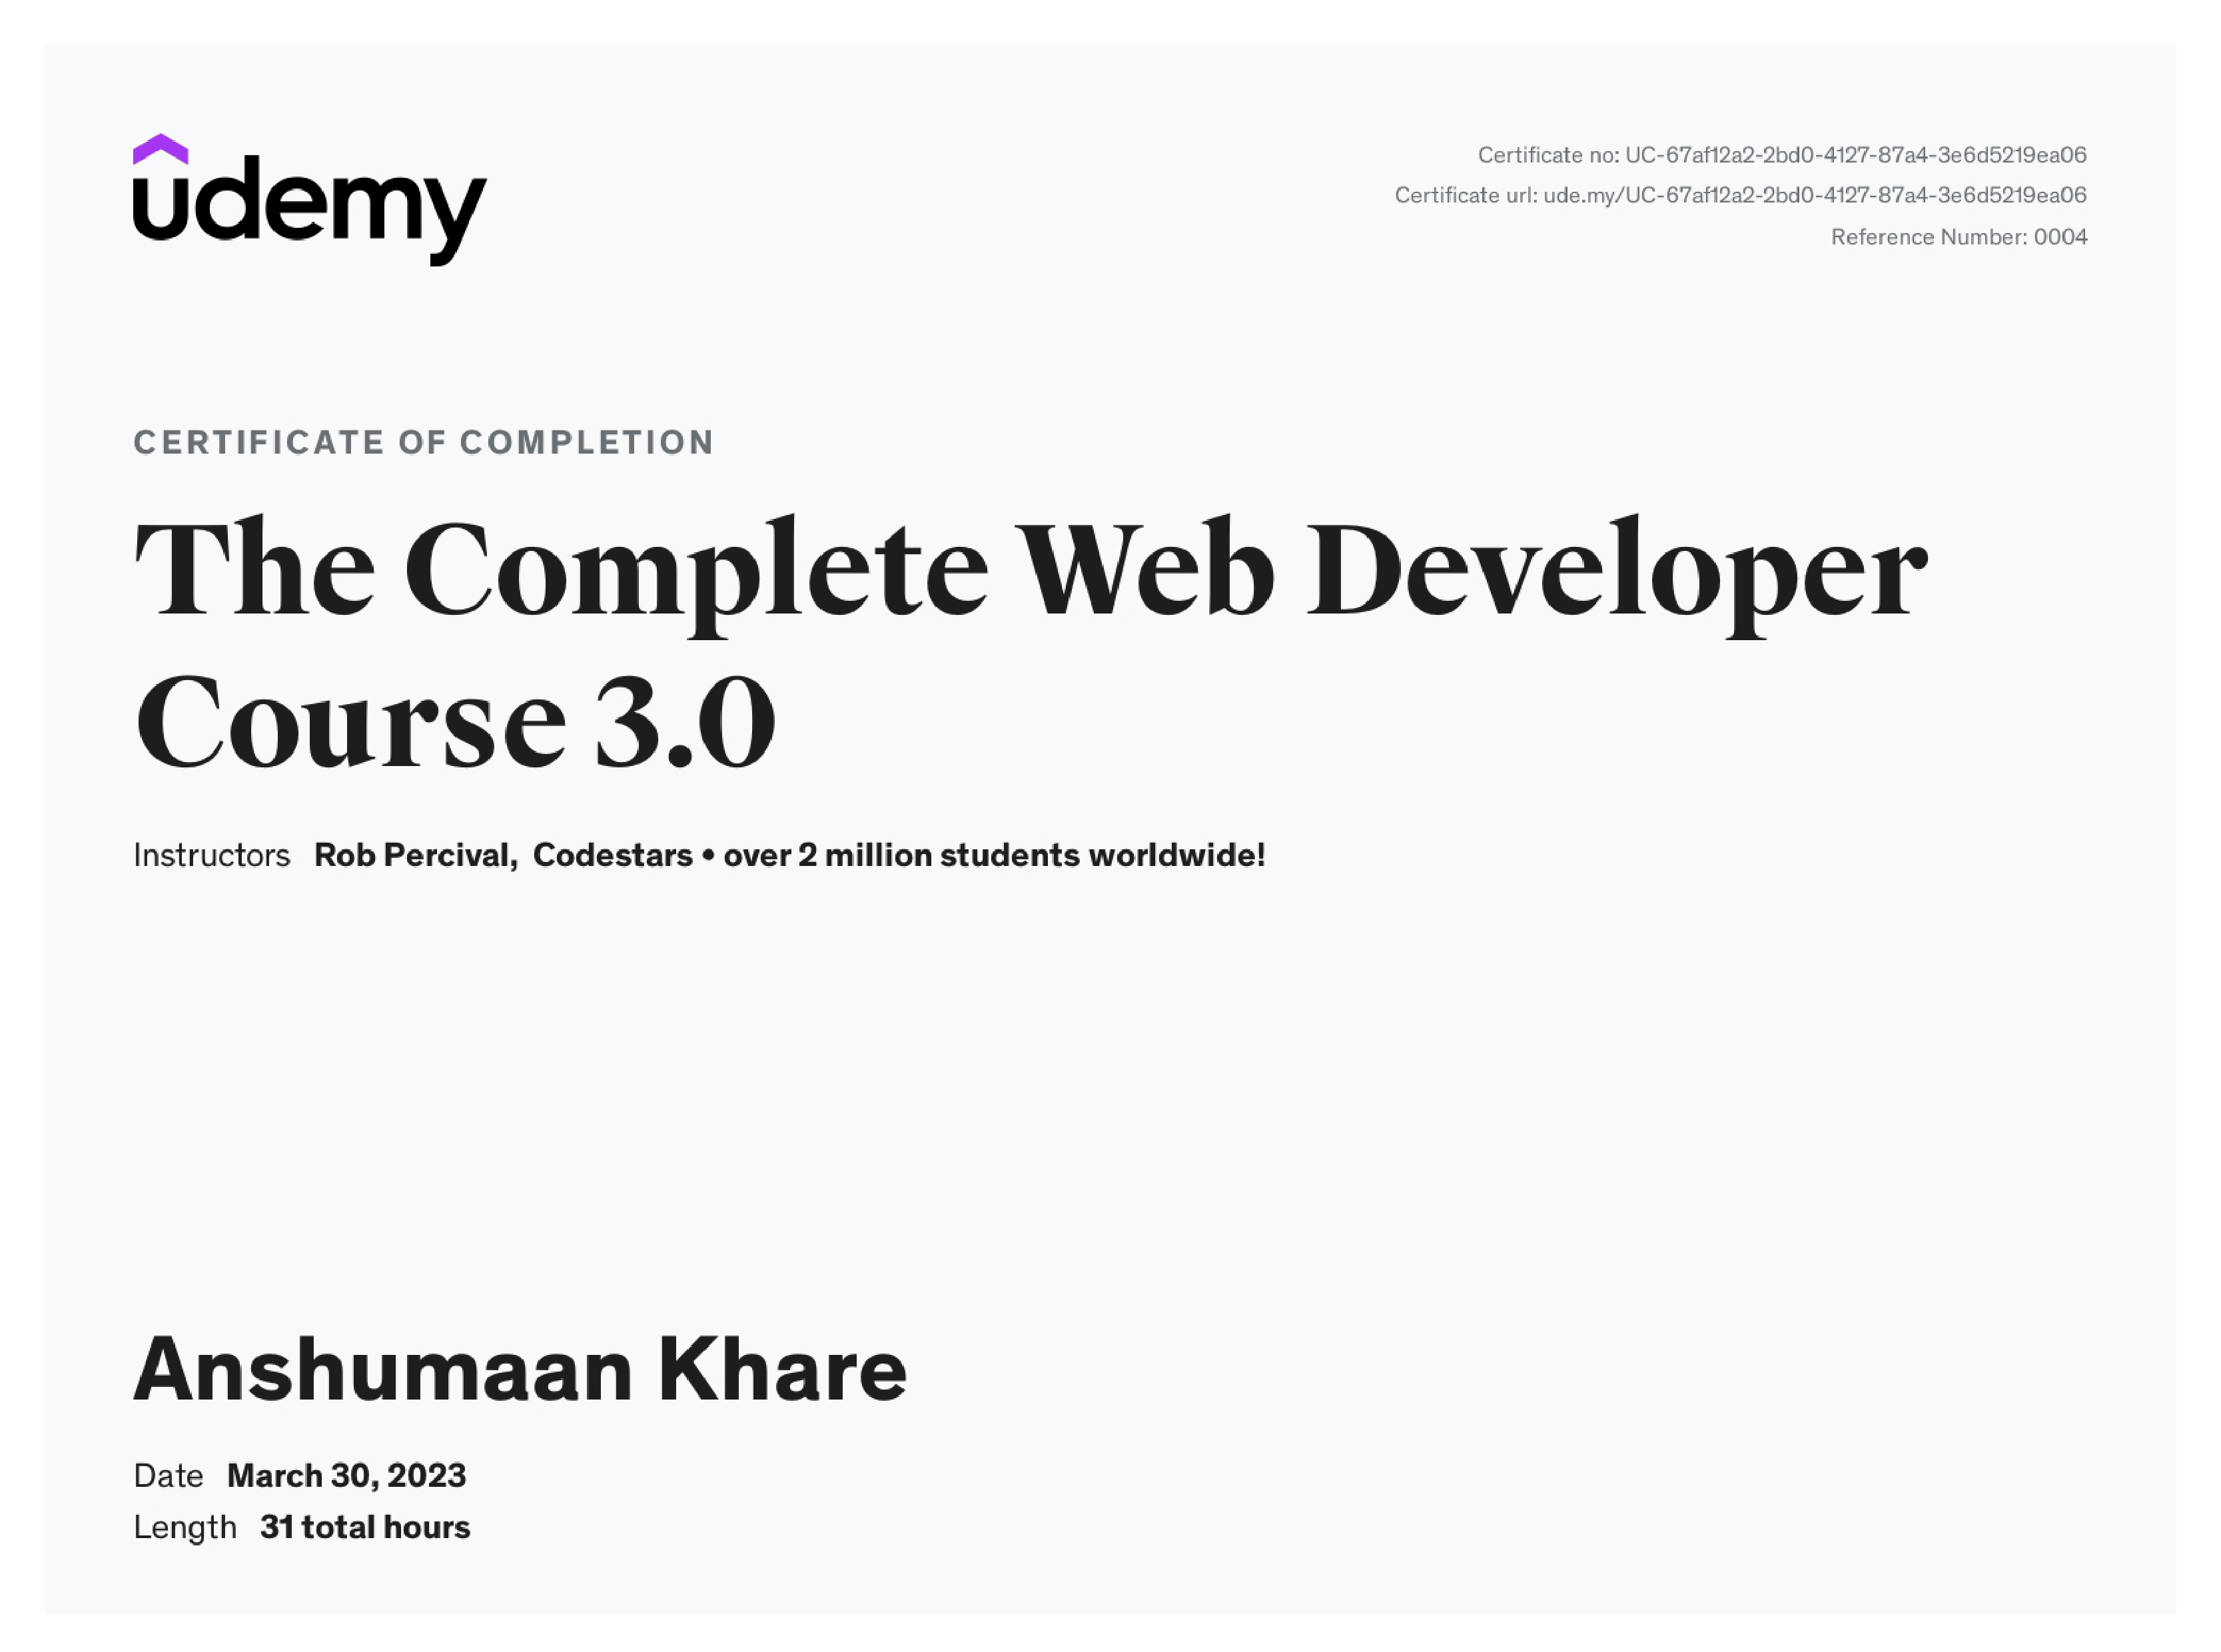 udemy
Certificate no: UC-67af12a2-2bd0-4127-87a4-3e6d5219ea06
Certificate url: ude.my/UC-67af12a2-2bd0-4127-87a4-3e6d5219ea06
Reference Number: 0004
CERTIFICATE OF COMPLETION
The Complete Web Developer
Course 3.0
Instructors Rob Percival, Codestars • over 2 million students worldwide!
Anshumaan Khare
Date March 30, 2023
Length 31 total hours